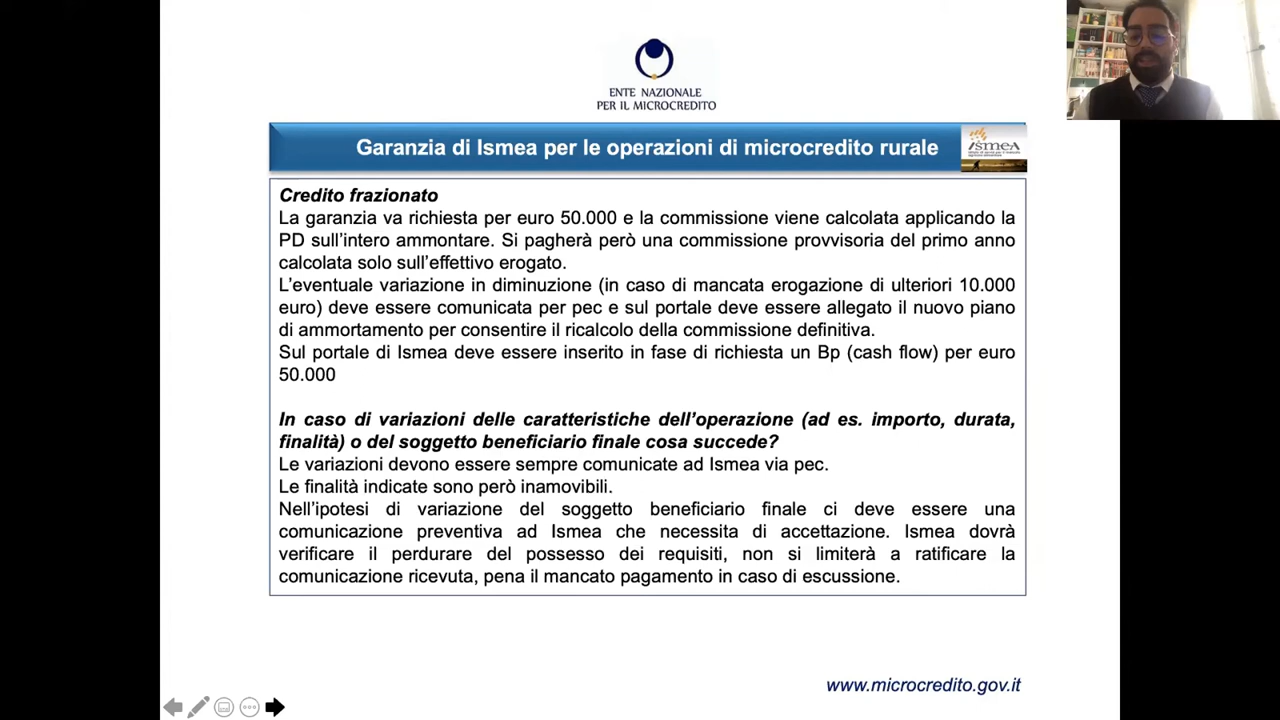 ENTE NAZIONALE
PER IL MICROCREDITO
Garanzia di Ismea per le operazioni di microcredito rurale
ismea
Credito frazionato
La garanzia va richiesta per euro 50.000 e la commissione viene calcolata applicando la
PD sull'intero ammontare. Si pagherà però una commissione provvisoria del primo anno
calcolata solo sull'effettivo erogato.
L'eventuale variazione in diminuzione (in caso di mancata erogazione di ulteriori 10.000
euro) deve essere comunicata per pec e sul portale deve essere allegato il nuovo piano
di ammortamento per consentire il ricalcolo della commissione definitiva.
Sul portale di Ismea deve essere inserito in fase di richiesta un Bp (cash flow) per euro
50.000
In caso di variazioni delle caratteristiche dell'operazione (ad es. importo, durata,
finalità) o del soggetto beneficiario finale cosa succede?
Le variazioni devono essere sempre comunicate ad Ismea via pec.
Le finalità indicate sono però inamovibili.
Nell'ipotesi di variazione del soggetto beneficiario finale ci deve essere una
comunicazione preventiva ad Ismea che necessita di accettazione. Ismea dovrà
verificare il perdurare del possesso dei requisiti, non si limiterà a ratificare la
comunicazione ricevuta, pena il mancato pagamento in caso di escussione.
www.microcredito.gov.it